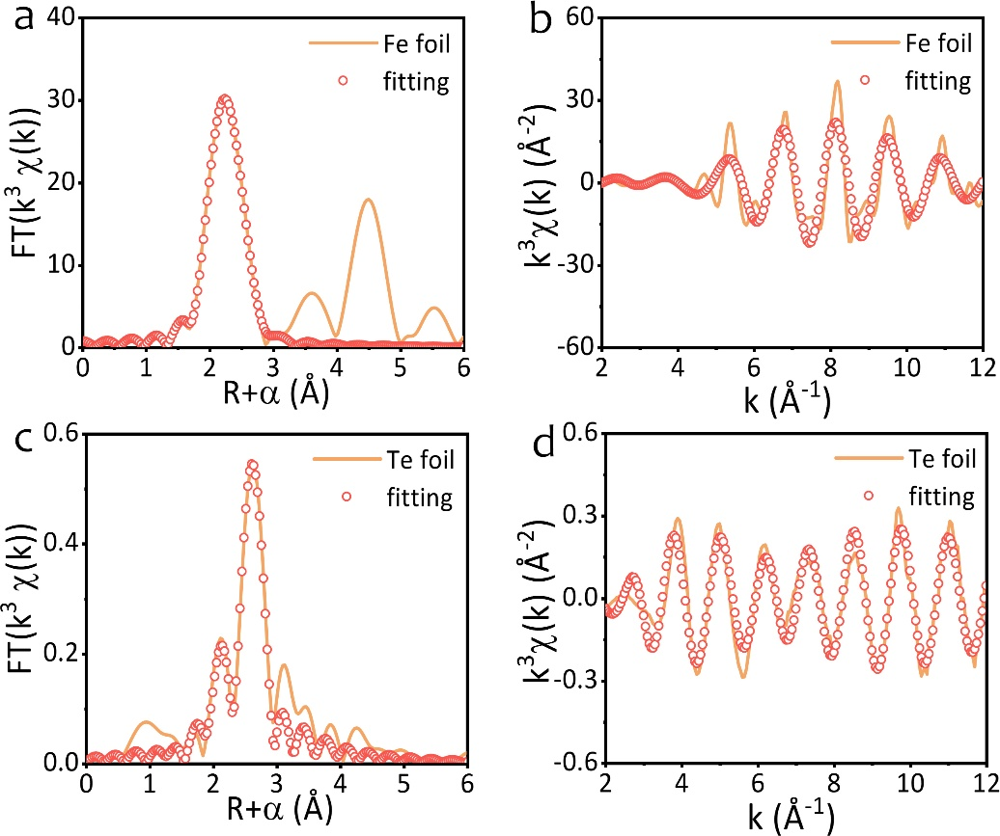 a
40
30
20
10
0
FT(k³ χ(k))
Fe foil
fitting
0 1 2 3 4 5 6
R+α (Å)
b
60
30
0
-30
-60
k³χ(k) (Å⁻²)
Fe foil
fitting
2 4 6 8 10 12
k (Å⁻¹)
c
0.6
0.4
0.2
0.0
FT(k³ χ(k))
Te foil
fitting
0 1 2 3 4 5 6
R+α (Å)
d
0.6
0.3
0.0
-0.3
-0.6
k³χ(k) (Å⁻²)
Te foil
fitting
2 4 6 8 10 12
k (Å⁻¹)